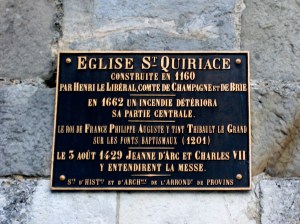 EGLISE ST QUIRIACE
CONSTRUITE EN 1160
PAR HENRI LE LIBÉRAL, COMTE DE CHAMPAGNE ET DE BRIE
EN 1662 UN INCENDIE DÉTÉRIORA
SA PARTIE CENTRALE.
LE ROI DE FRANCE PHILIPPE AUGUSTE Y TINT THIBAULT LE GRAND
SUR LES FONTS BAPTISMAUX (1201)
LE 3 AOÛT 1429 JEANNE D'ARC ET CHARLES VII
Y ENTENDIRENT LA MESSE.
STÉ D'HISTRE ET D'ARCHGIE DE L'ARRONDT DE PROVINS